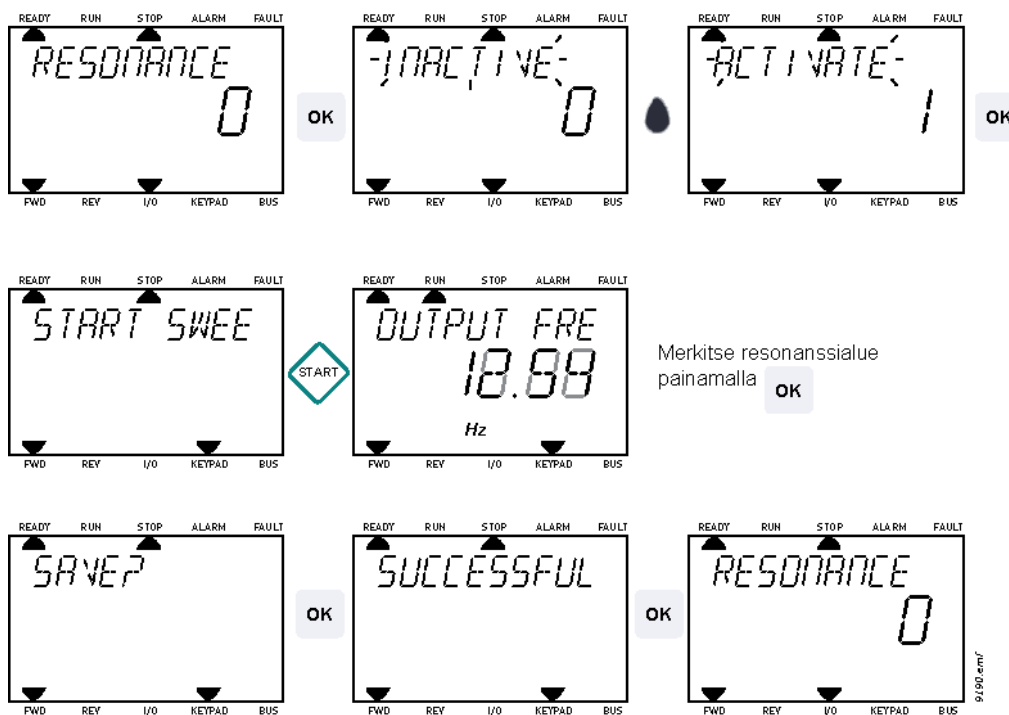 READY RUN STOP ALARM FAULT
RESONANCE
0
FWD REV I/O KEYPAD BUS
OK
READY RUN STOP ALARM FAULT
INACTIVE
0
FWD REV I/O KEYPAD BUS
READY RUN STOP ALARM FAULT
ACTIVATE
1
FWD REV I/O KEYPAD BUS
OK
READY RUN STOP ALARM FAULT
START SWEE
FWD REV I/O KEYPAD BUS
START
READY RUN STOP ALARM FAULT
OUTPUT FRE
12.59
Hz
FWD REV I/O KEYPAD BUS
Merkitse resonanssialue
painamalla OK
READY RUN STOP ALARM FAULT
SAVE?
FWD REV I/O KEYPAD BUS
OK
READY RUN STOP ALARM FAULT
SUCCESSFUL
FWD REV I/O KEYPAD BUS
OK
READY RUN STOP ALARM FAULT
RESONANCE
0
FWD REV I/O KEYPAD BUS